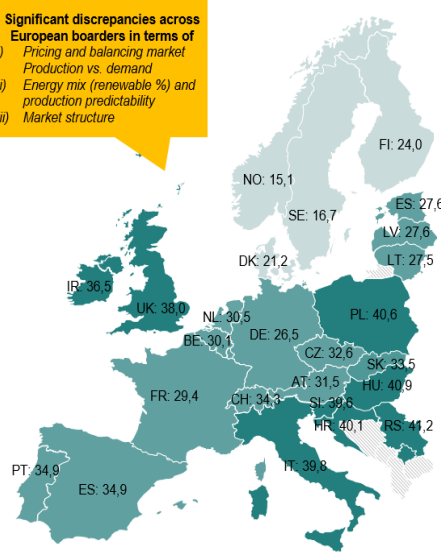 Significant discrepancies across
European boarders in terms of
i) Pricing and balancing market
Production vs. demand
ii) Energy mix (renewable %) and
production predictability
iii) Market structure
FI: 24,0
NO: 15,1
ES: 27,6
SE: 16,7
LV: 27,6
LT: 27,5
DK: 21,2
IR: 36,5
UK: 38,0
NL: 30,5
PL: 40,6
DE: 26,5
BE: 30,1
CZ: 32,6
SK: 33,5
AT: 31,5
HU: 40,9
FR: 29,4
CH: 34,3
SI: 39,6
HR: 40,1
RS: 41,2
IT: 39,8
PT: 34,9
ES: 34,9